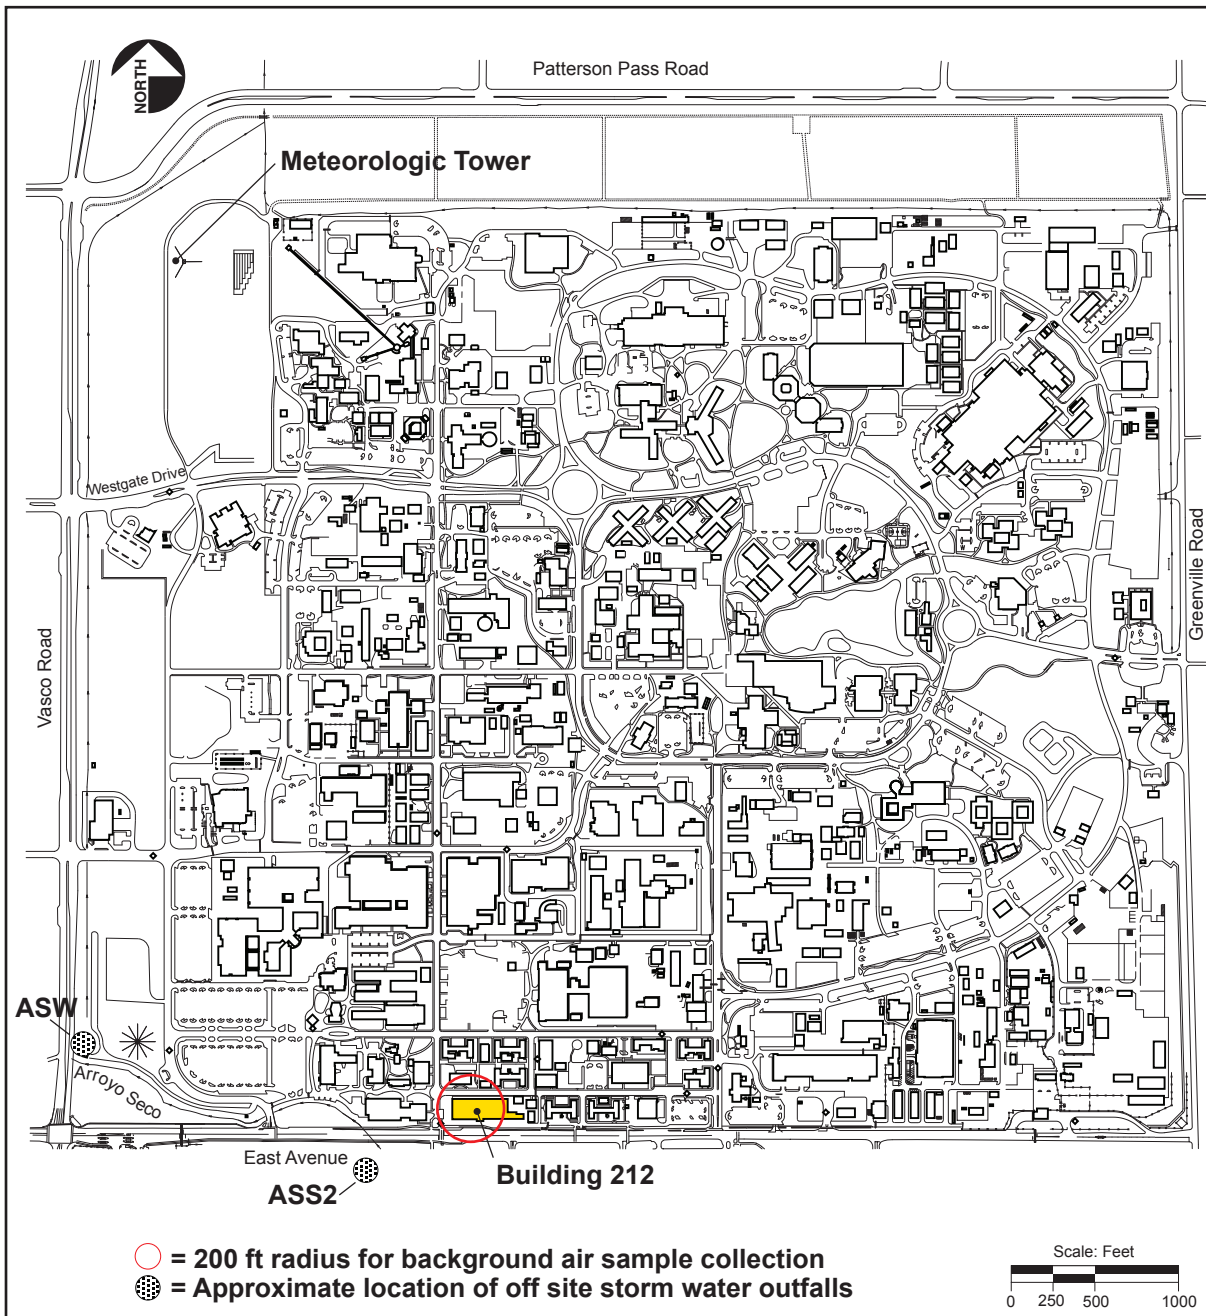 Patterson Pass Road
NORTH
Meteorologic Tower
Westgate Drive
Vasco Road
Greenville Road
ASW
Arroyo Seco
East Avenue
ASS2
Building 212
= 200 ft radius for background air sample collection
= Approximate location of off site storm water outfalls
Scale: Feet
0 250 500 1000